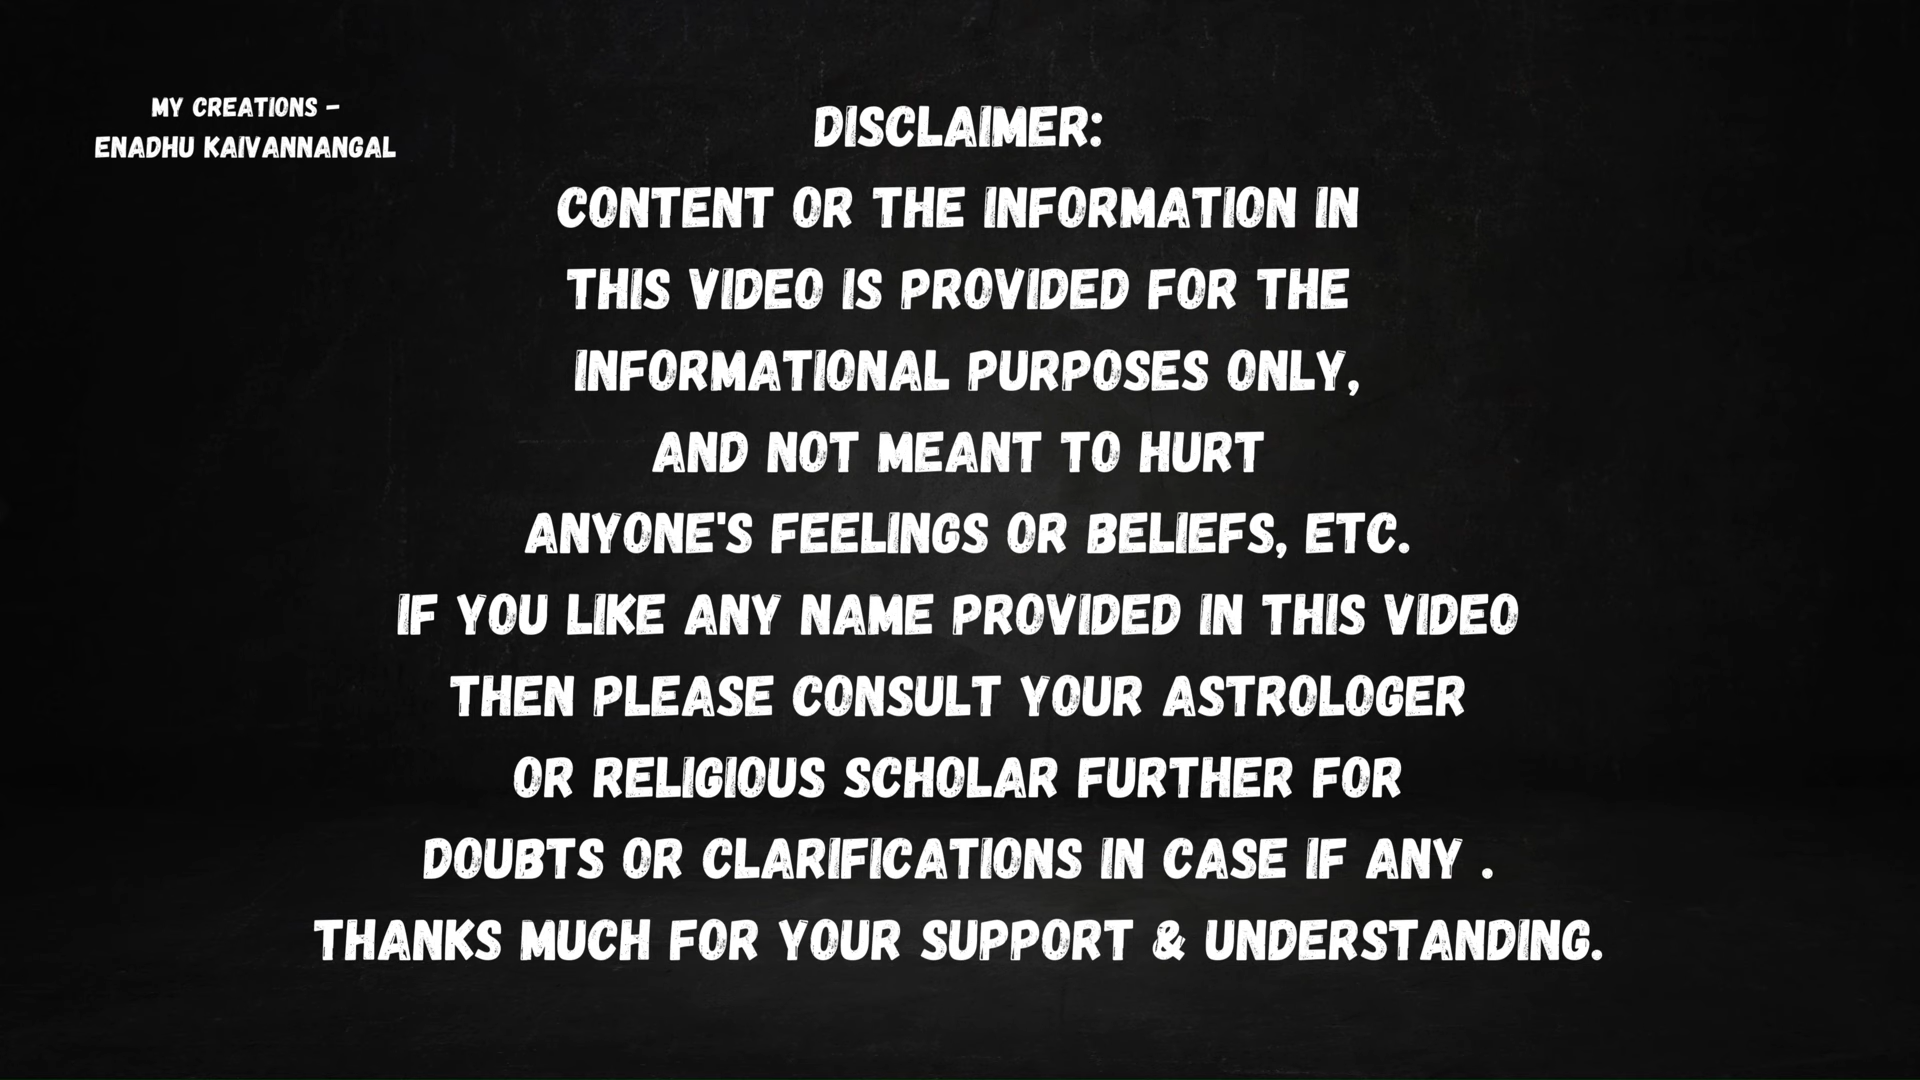 MY CREATIONS -
ENADHU KAIVANNANGAL
DISCLAIMER:
CONTENT OR THE INFORMATION IN
THIS VIDEO IS PROVIDED FOR THE
INFORMATIONAL PURPOSES ONLY,
AND NOT MEANT TO HURT
ANYONE'S FEELINGS OR BELIEFS, ETC.
IF YOU LIKE ANY NAME PROVIDED IN THIS VIDEO
THEN PLEASE CONSULT YOUR ASTROLOGER
OR RELIGIOUS SCHOLAR FURTHER FOR
DOUBTS OR CLARIFICATIONS IN CASE IF ANY .
THANKS MUCH FOR YOUR SUPPORT & UNDERSTANDING.